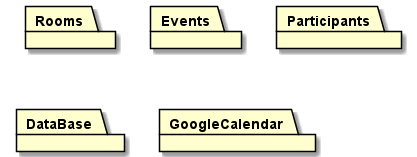 Rooms
Events
Participants
DataBase
GoogleCalendar